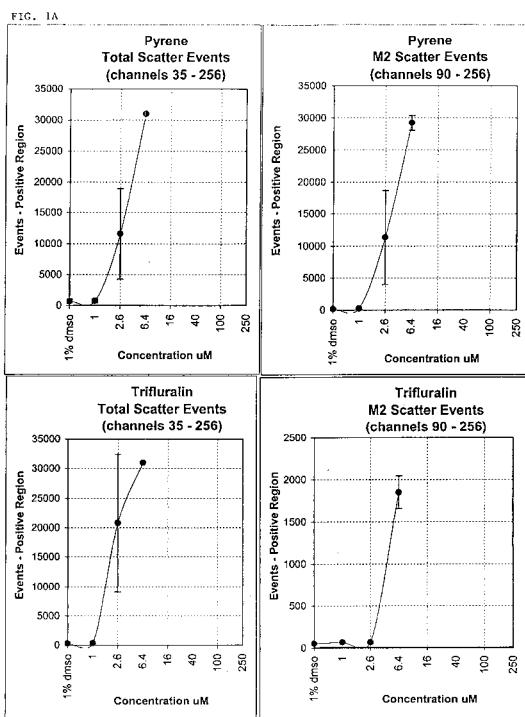 FIG. 1A
Pyrene
Total Scatter Events
(channels 35 - 256)
Events - Positive Region
35000
30000
25000
20000
15000
10000
5000
0
1% dmso
1
2.6
6.4
16
40
100
250
Concentration uM
Pyrene
M2 Scatter Events
(channels 90 - 256)
Events - Positive Region
35000
30000
25000
20000
15000
10000
5000
0
1% dmso
1
2.6
6.4
16
40
100
250
Concentration uM
Trifluralin
Total Scatter Events
(channels 35 - 256)
Events - Positive Region
35000
30000
25000
20000
15000
10000
5000
0
1% dmso
1
2.6
6.4
16
40
100
250
Concentration uM
Trifluralin
M2 Scatter Events
(channels 90 - 256)
Events - Positive Region
2500
2000
1500
1000
500
0
1% dmso
1
2.6
6.4
16
40
100
250
Concentration uM